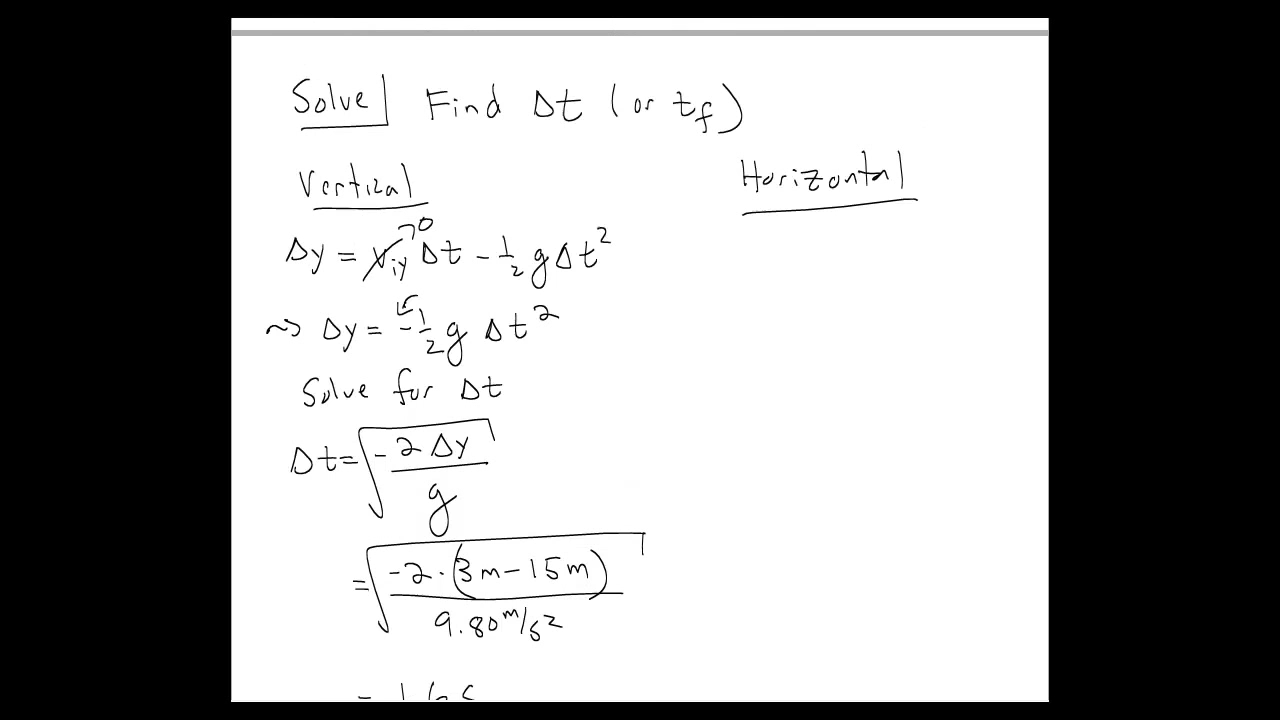 Solve Find Δt (or t_f)
Vertical
Horizontal
Δy = v_iy →0 Δt - 1/2 g Δt²
~> Δy = -1/2 g Δt²
Solve for Δt
Δt = √(-2Δy/g)
= √(-2·(3m-15m)/9.80 m/s²)